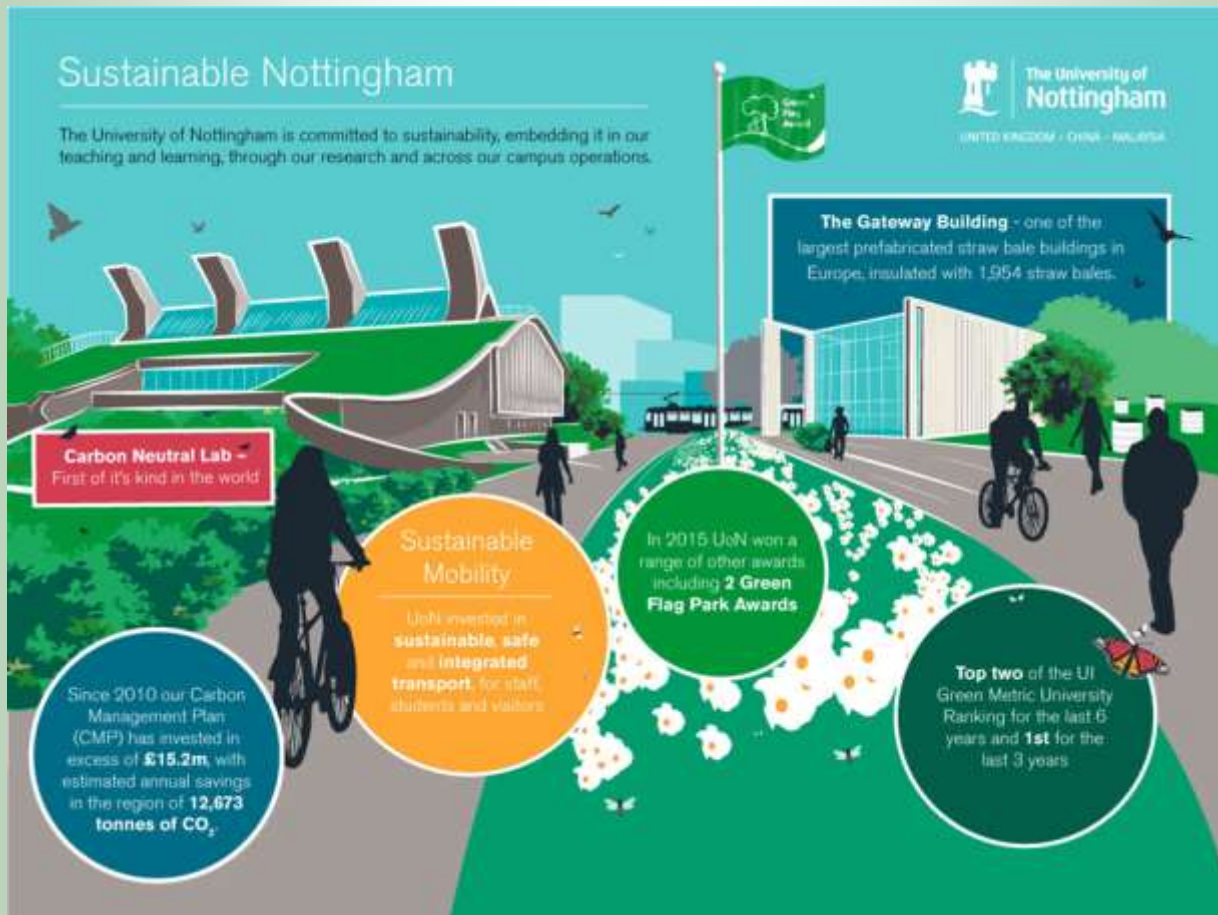 Sustainable Nottingham
The University of Nottingham is committed to sustainability, embedding it in our
teaching and learning, through our research and across our campus operations.
Green
Flag
Award
The University of
Nottingham
UNITED KINGDOM · CHINA · MALAYSIA
The Gateway Building - one of the
largest prefabricated straw bale buildings in
Europe, insulated with 1,954 straw bales.
Carbon Neutral Lab –
First of it's kind in the world
Sustainable
Mobility
UoN invested in
sustainable, safe
and integrated
transport, for staff,
students and visitors
In 2015 UoN won a
range of other awards
including 2 Green
Flag Park Awards
Since 2010 our Carbon
Management Plan
(CMP) has invested in
excess of £15.2m, with
estimated annual savings
in the region of 12,673
tonnes of CO₂.
Top two of the UI
Green Metric University
Ranking for the last 6
years and 1st for the
last 3 years